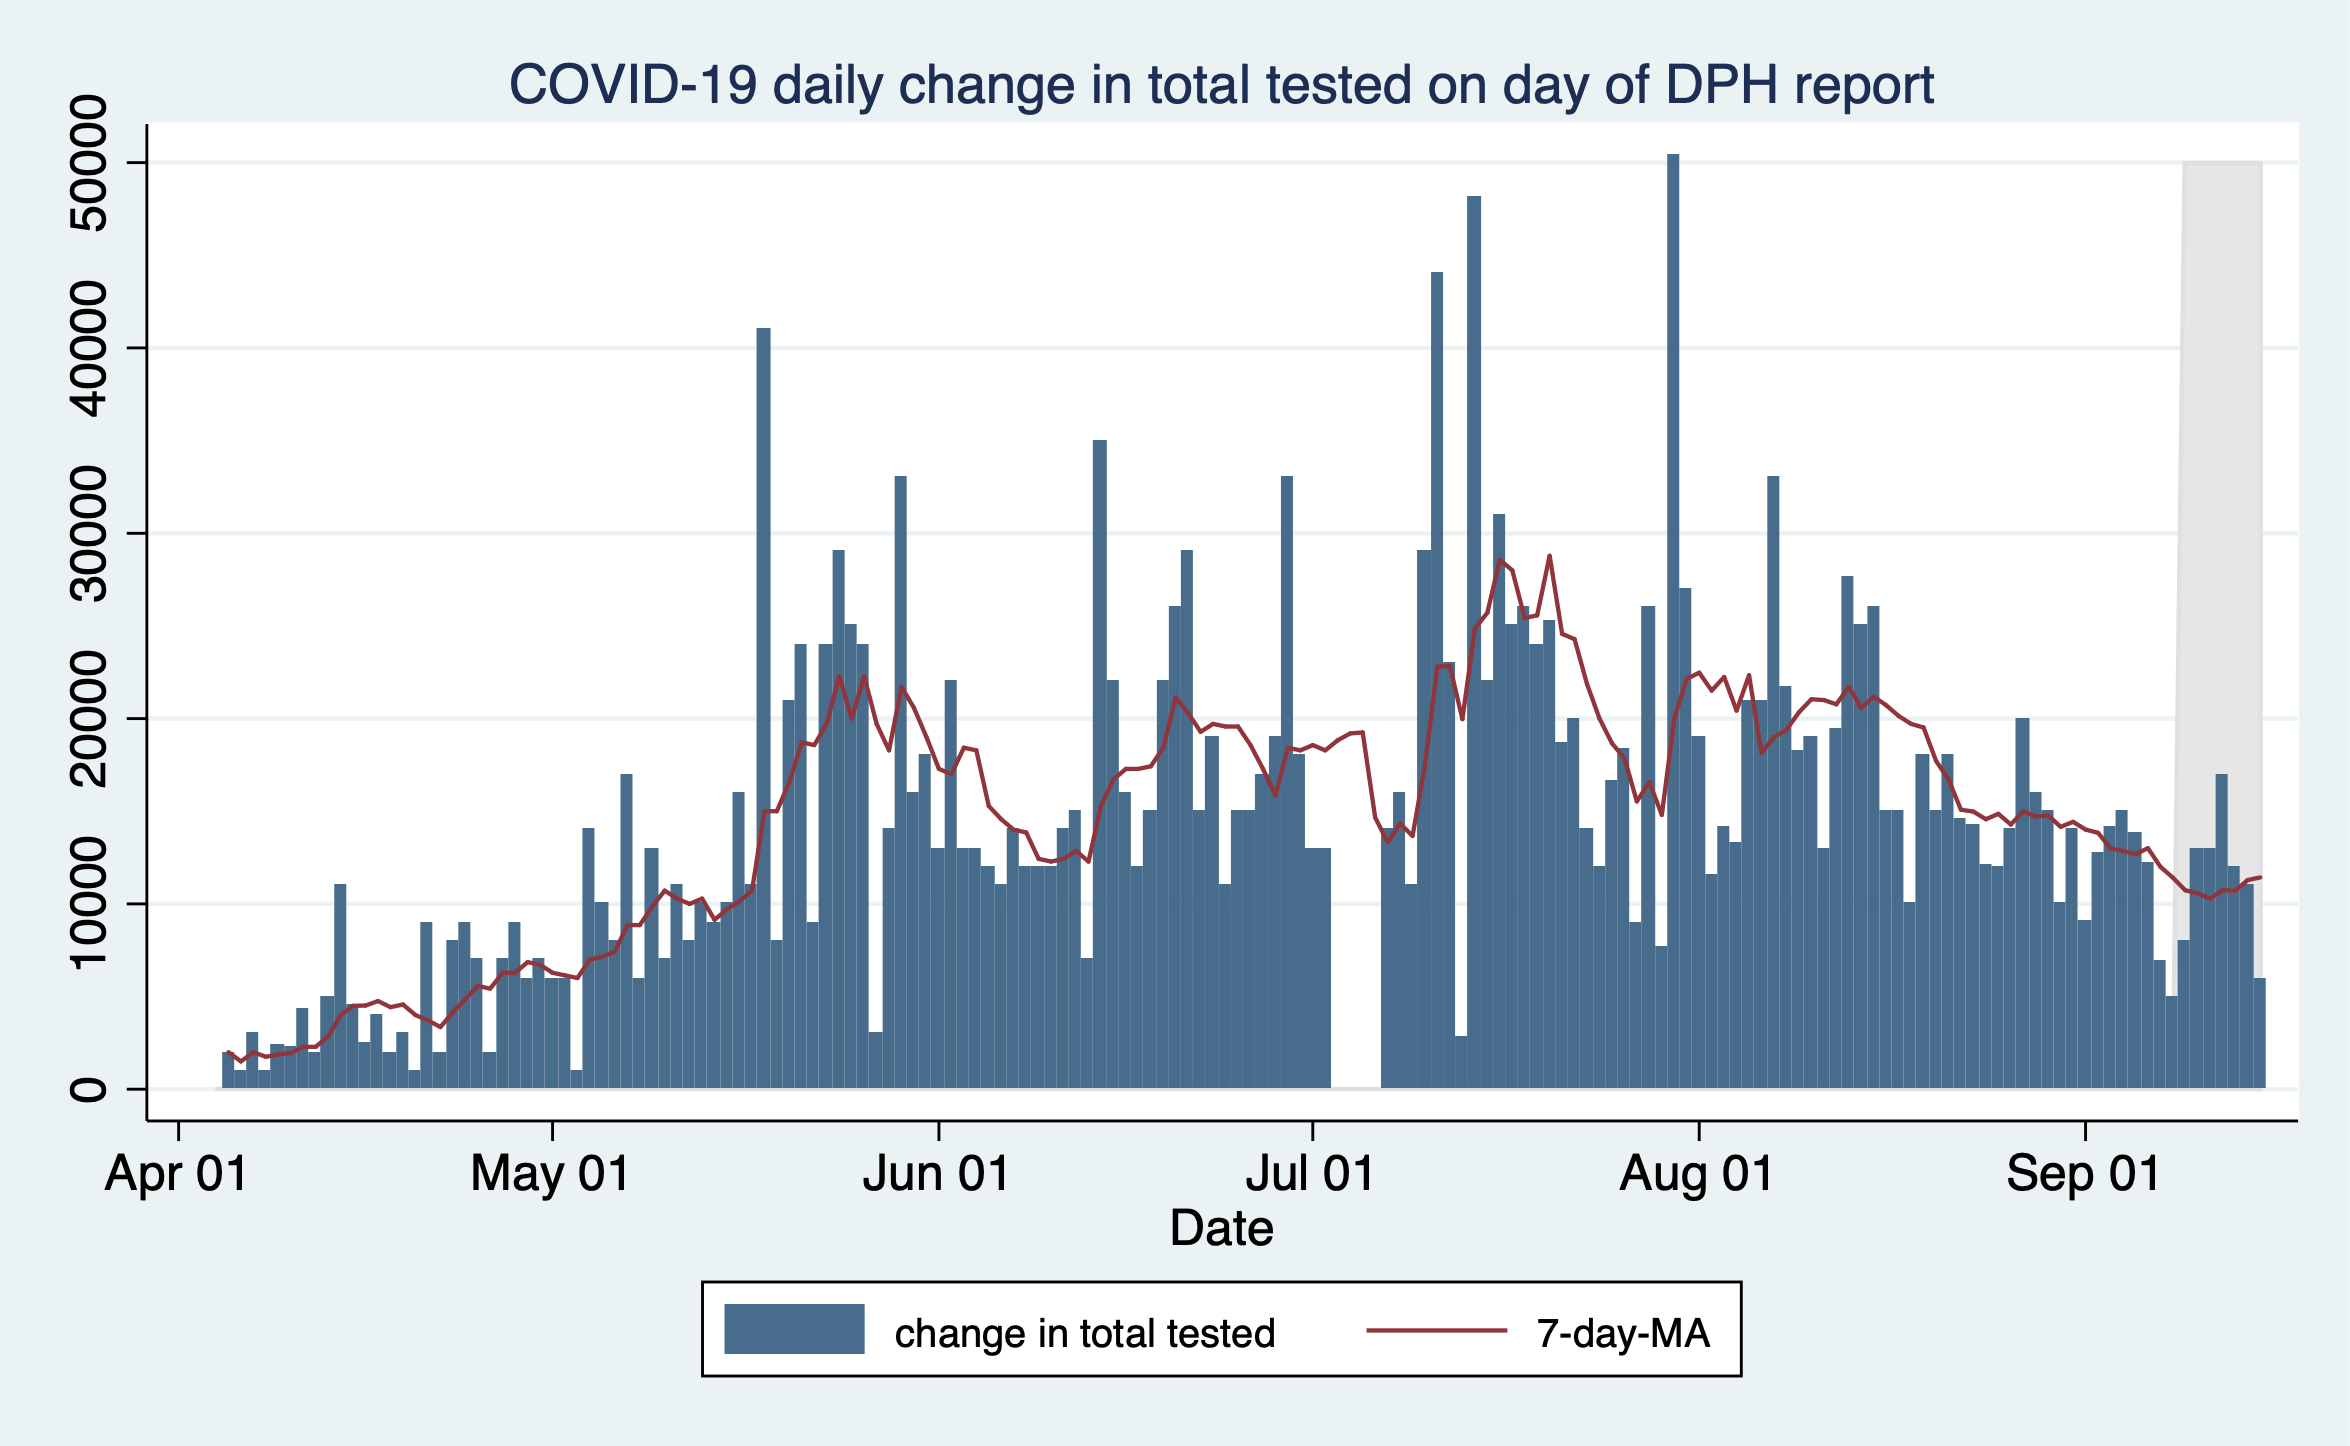 COVID-19 daily change in total tested on day of DPH report
50000
40000
30000
20000
10000
0
Apr 01 May 01 Jun 01 Jul 01 Aug 01 Sep 01
Date
change in total tested 7-day-MA